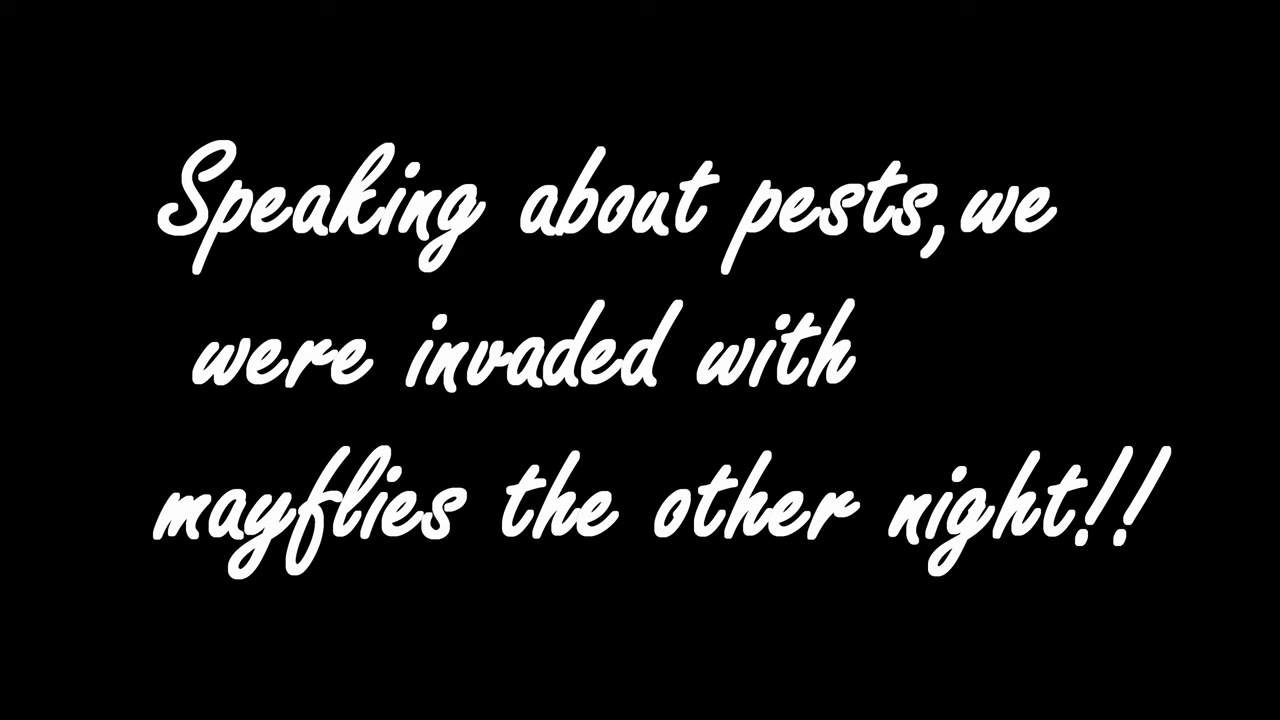 Speaking about pests,we
were invaded with
mayflies the other night!!